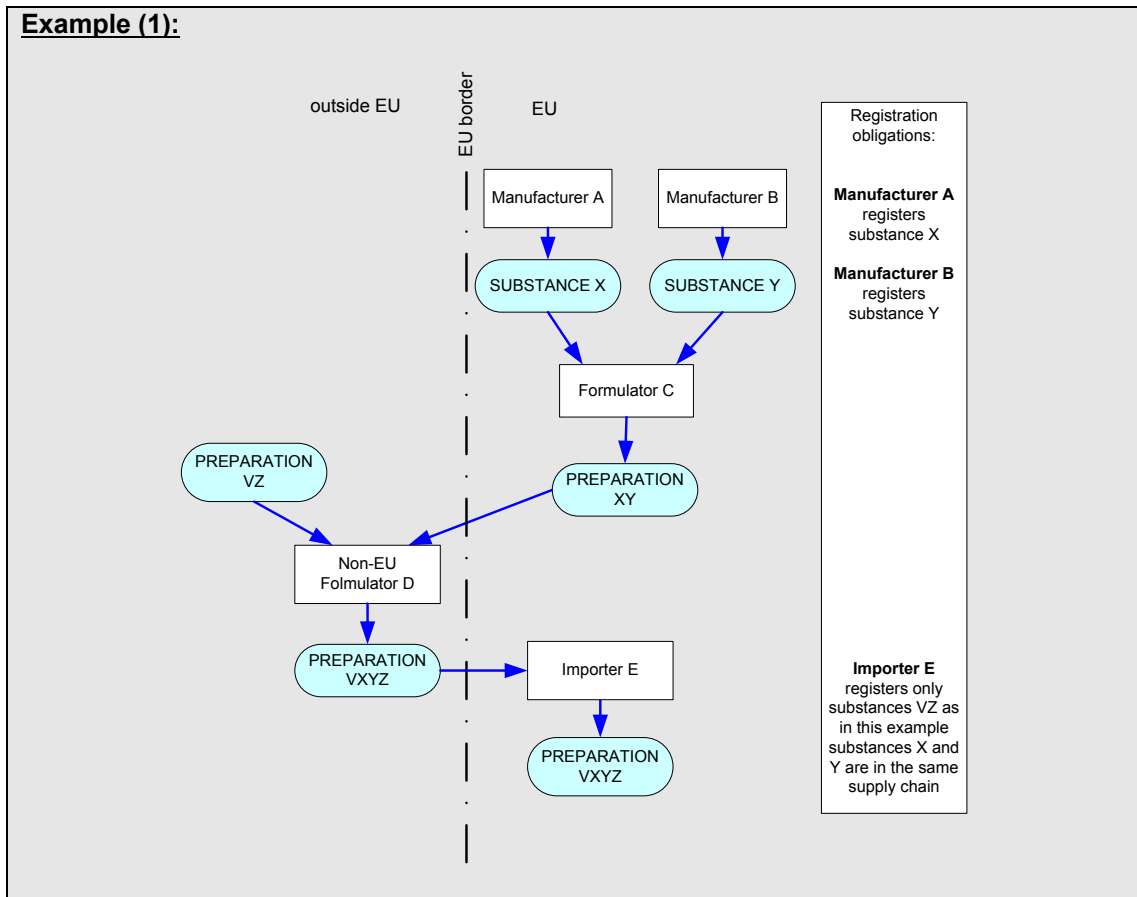 Example (1):
outside EU
EU border
EU
Registration
obligations:
Manufacturer A
Manufacturer B
Manufacturer A
registers
substance X
SUBSTANCE X
SUBSTANCE Y
Manufacturer B
registers
substance Y
Formulator C
PREPARATION
VZ
PREPARATION
XY
Non-EU
Folmulator D
PREPARATION
VXYZ
Importer E
Importer E
registers only
substances VZ as
in this example
substances X and
Y are in the same
supply chain
PREPARATION
VXYZ